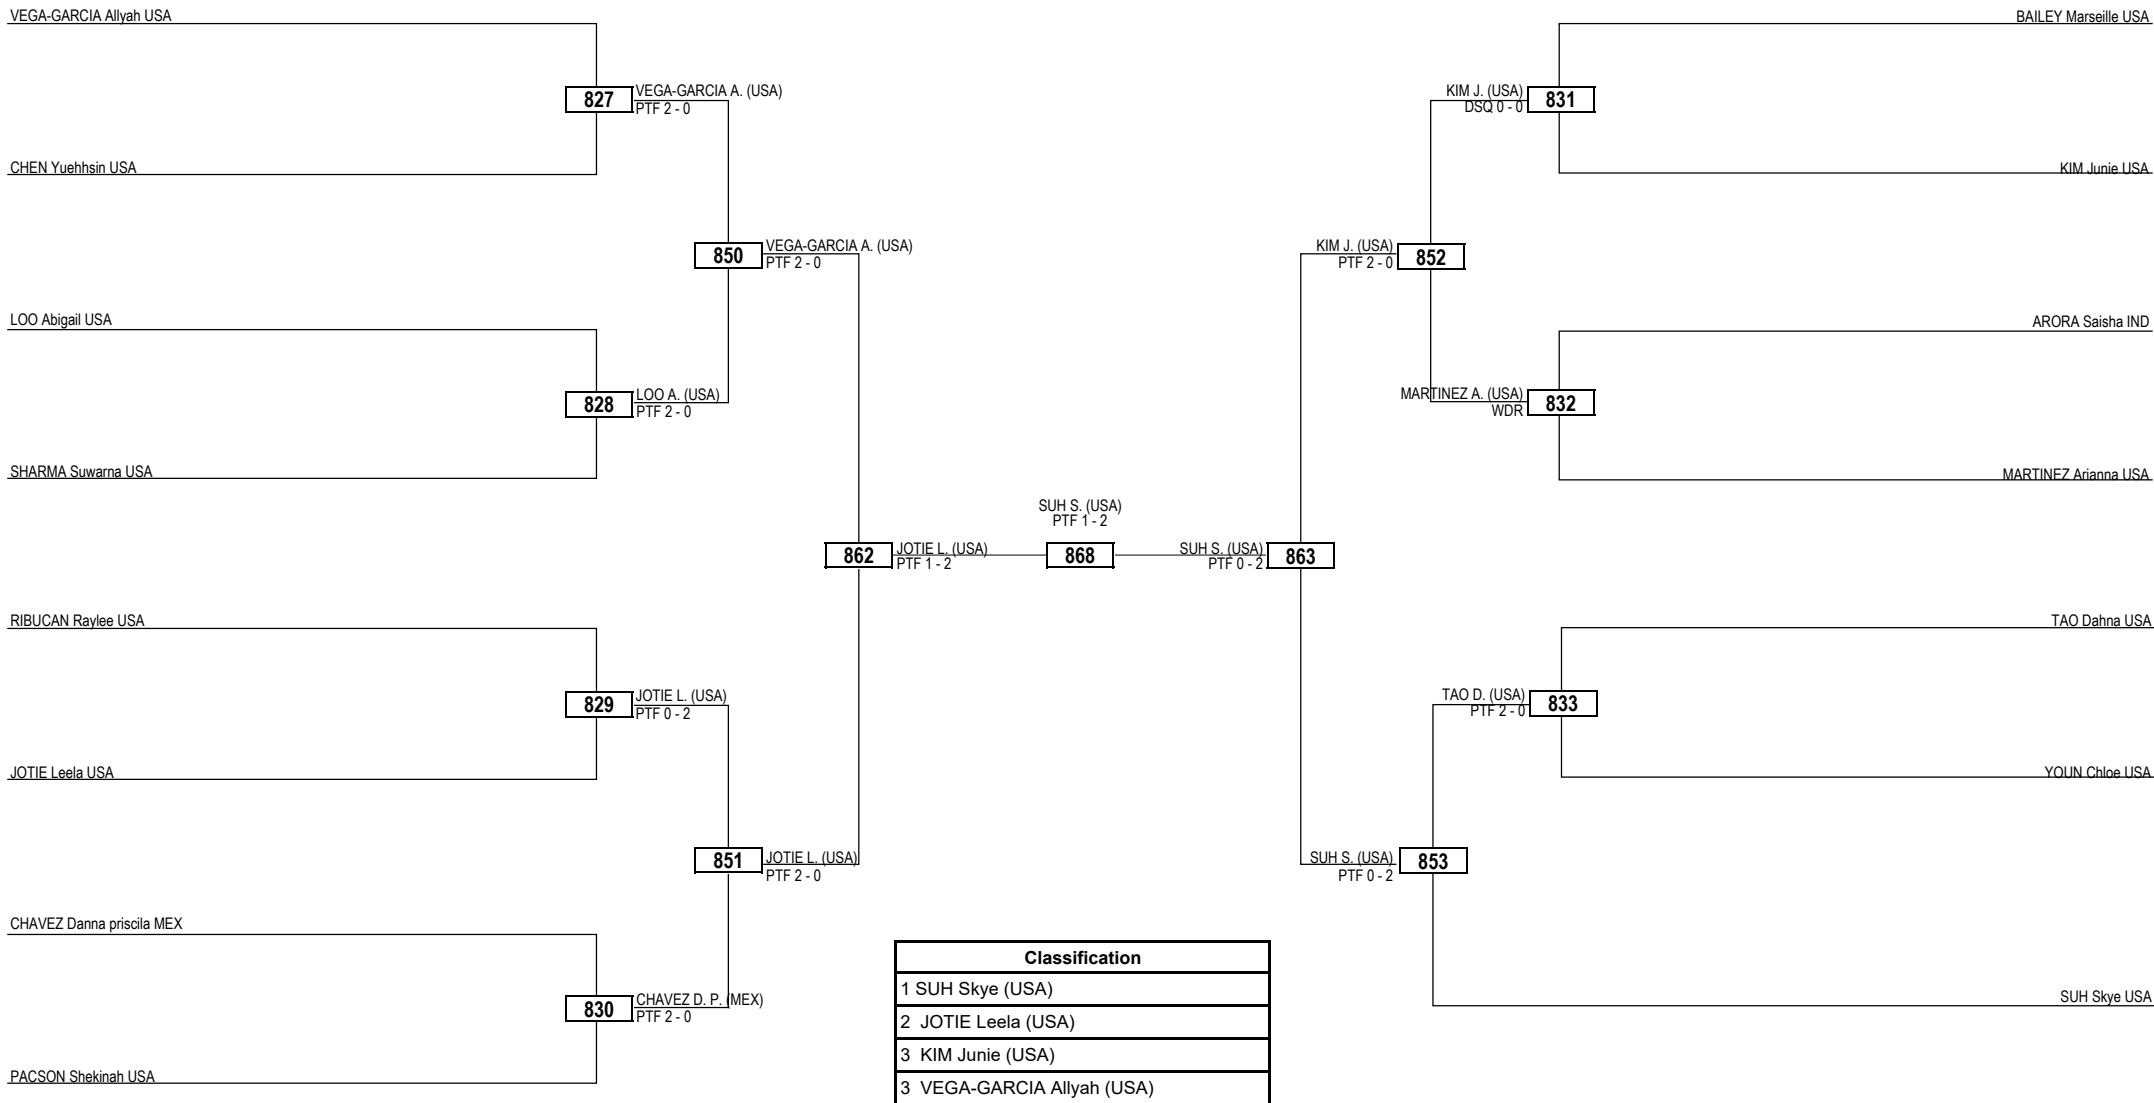 VEGA-GARCIA Allyah USA
BAILEY Marseille USA
827
VEGA-GARCIA A. (USA)
PTF 2 - 0
KIM J. (USA)
DSQ 0 - 0
831
CHEN Yuehhsin USA
KIM Junie USA
850
VEGA-GARCIA A. (USA)
PTF 2 - 0
KIM J. (USA)
PTF 2 - 0
852
LOO Abigail USA
ARORA Saisha IND
828
LOO A. (USA)
PTF 2 - 0
MARTINEZ A. (USA)
WDR
832
SHARMA Suwarna USA
MARTINEZ Arianna USA
SUH S. (USA)
PTF 1 - 2
862
JOTIE L. (USA)
PTF 1 - 2
868
SUH S. (USA)
PTF 0 - 2
863
RIBUCAN Raylee USA
TAO Dahna USA
829
JOTIE L. (USA)
PTF 0 - 2
TAO D. (USA)
PTF 2 - 0
833
JOTIE Leela USA
YOUN Chloe USA
851
JOTIE L. (USA)
PTF 2 - 0
SUH S. (USA)
PTF 0 - 2
853
CHAVEZ Danna priscila MEX
830
CHAVEZ D. P. (MEX)
PTF 2 - 0
SUH Skye USA
PACSON Shekinah USA
Classification
1 SUH Skye (USA)
2 JOTIE Leela (USA)
3 KIM Junie (USA)
3 VEGA-GARCIA Allyah (USA)